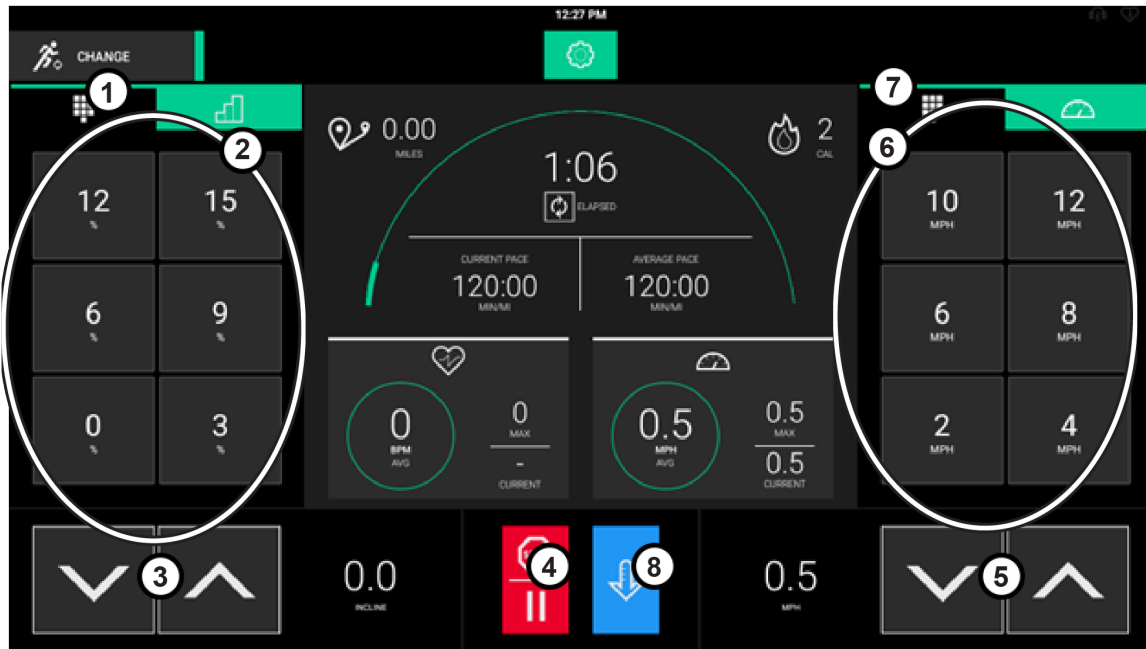 12:27 PM
CHANGE
1
2
12
%
15
%
6
%
9
%
0
%
3
%
3
0.00
MILES
2
CAL
1:06
ELAPSED
CURRENT PACE
120:00
MIN/MI
AVERAGE PACE
120:00
MIN/MI
0
BPM
AVG
0
MAX
-
CURRENT
0.5
MPH
AVG
0.5
MAX
0.5
CURRENT
7
6
10
MPH
12
MPH
6
MPH
8
MPH
2
MPH
4
MPH
0.0
INCLINE
4
8
0.5
MPH
5